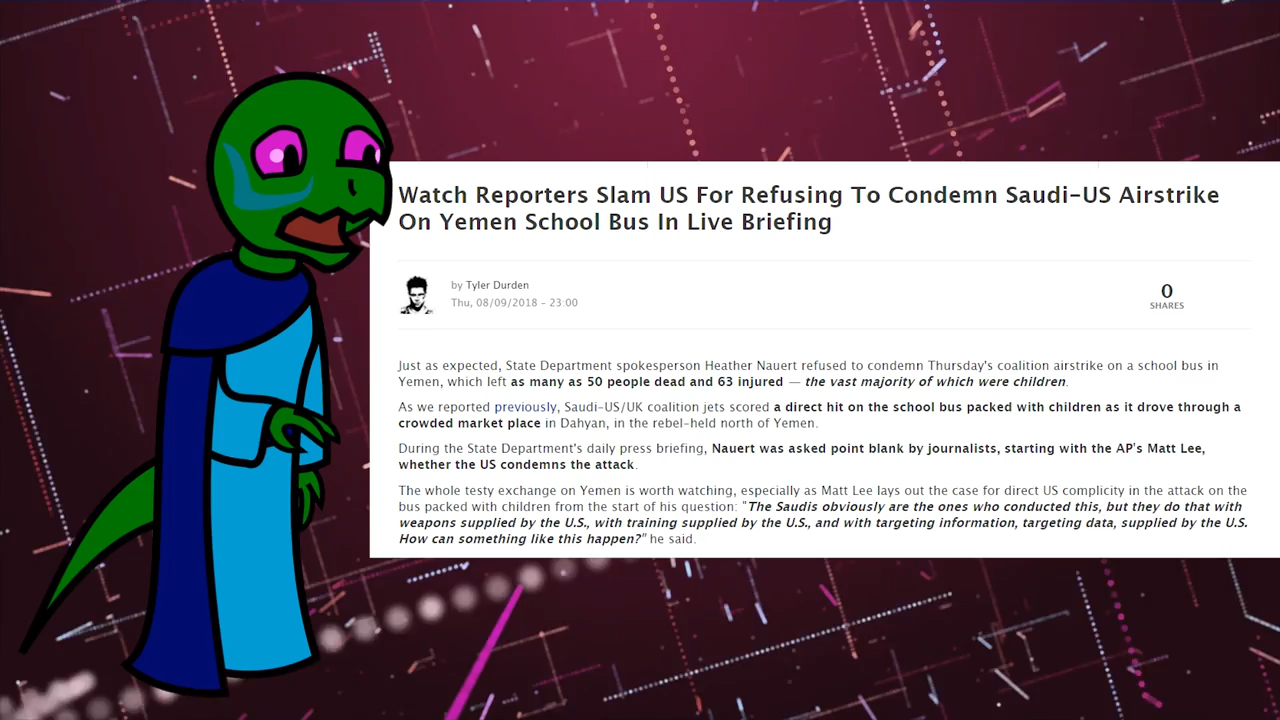 Watch Reporters Slam US For Refusing To Condemn Saudi-US Airstrike
On Yemen School Bus In Live Briefing
by Tyler Durden
Thu, 08/09/2018 - 23:00
0
SHARES
Just as expected, State Department spokesperson Heather Nauert refused to condemn Thursday's coalition airstrike on a school bus in
Yemen, which left as many as 50 people dead and 63 injured — the vast majority of which were children.
As we reported previously, Saudi-US/UK coalition jets scored a direct hit on the school bus packed with children as it drove through a
crowded market place in Dahyan, in the rebel-held north of Yemen.
During the State Department's daily press briefing, Nauert was asked point blank by journalists, starting with the AP's Matt Lee,
whether the US condemns the attack.
The whole testy exchange on Yemen is worth watching, especially as Matt Lee lays out the case for direct US complicity in the attack on the
bus packed with children from the start of his question: "The Saudis obviously are the ones who conducted this, but they do that with
weapons supplied by the U.S., with training supplied by the U.S., and with targeting information, targeting data, supplied by the U.S.
How can something like this happen?" he said.